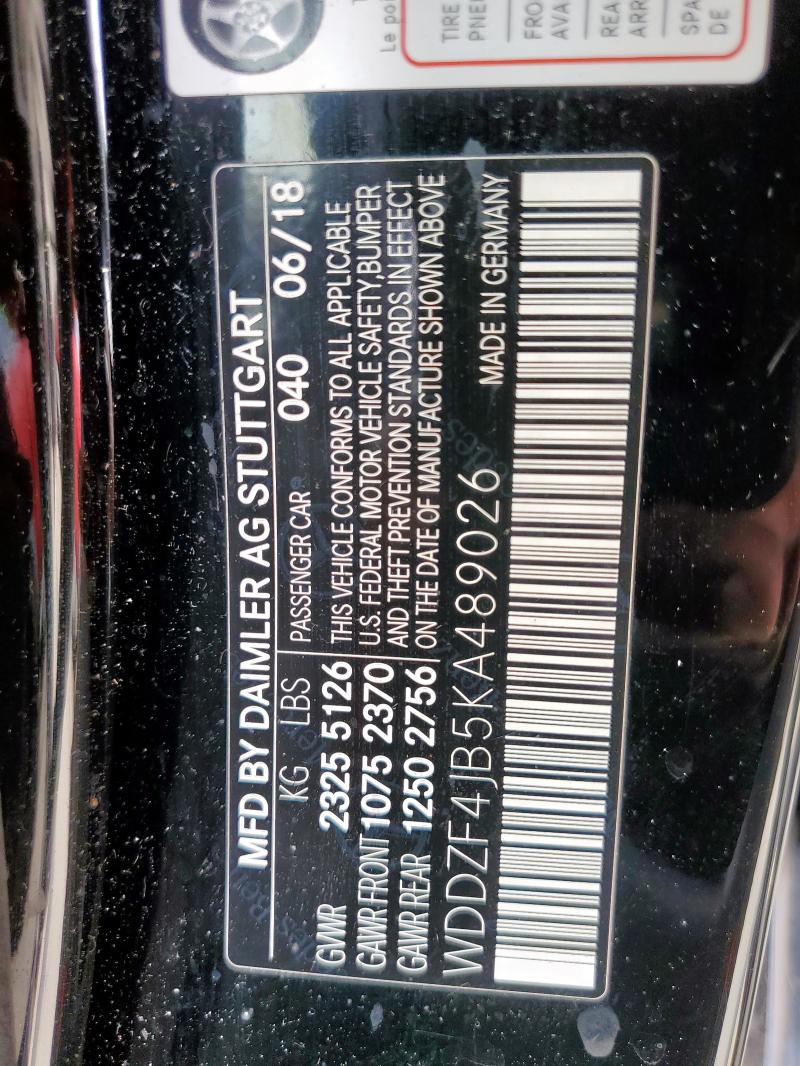 MFD BY DAIMLER AG STUTTGART
KG LBS PASSENGER CAR 040 06/18
GVWR 2325 5126 THIS VEHICLE CONFORMS TO ALL APPLICABLE
GAWR FRONT 1075 2370 U.S. FEDERAL MOTOR VEHICLE SAFETY,BUMPER
GAWR REAR 1250 2756 AND THEFT PREVENTION STANDARDS IN EFFECT
ON THE DATE OF MANUFACTURE SHOWN ABOVE
WDDZF4JB5KA489026 MADE IN GERMANY
Le
TIRE
FRO
AVA
REA
ARR
SPA
DE